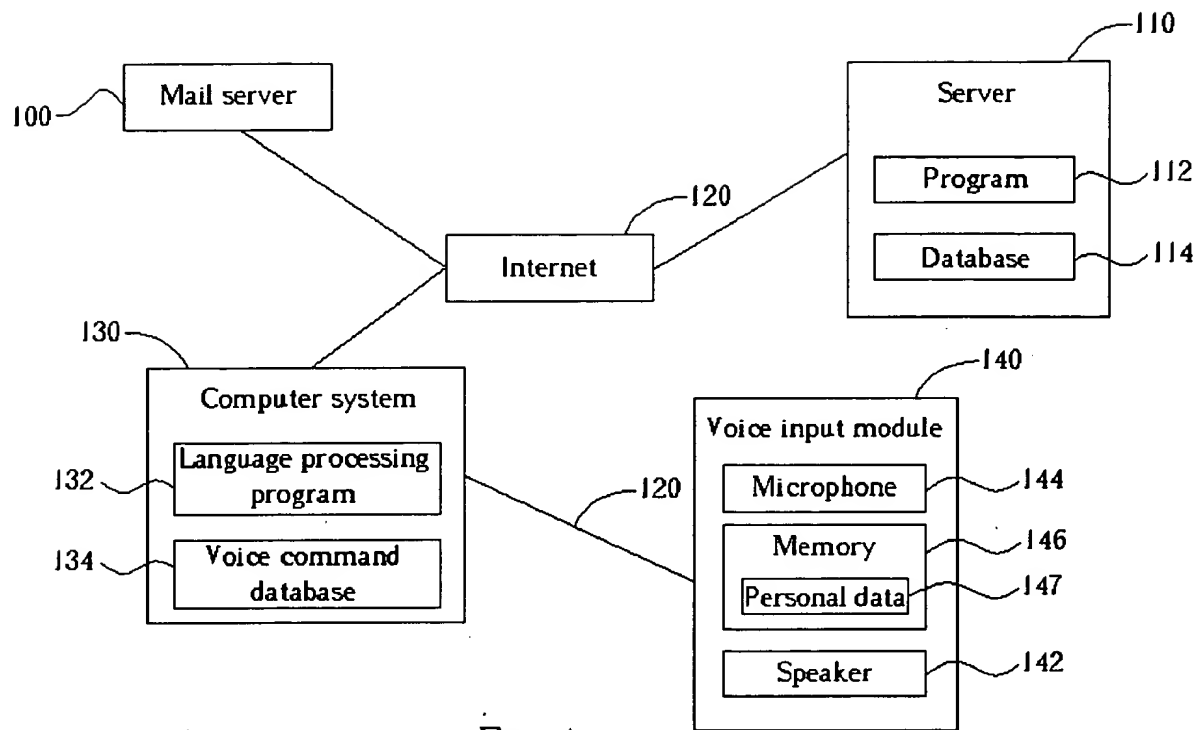 110
Mail server
100
Server
Program
112
120
Internet
Database
114
130
140
Computer system
Voice input module
Language processing
program
132
Microphone
144
120
Memory
146
Voice command
database
134
Personal data
147
Speaker
142